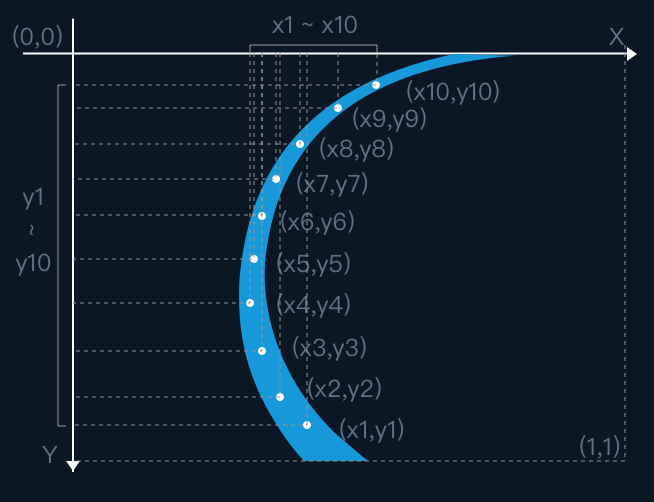 x1 ~ x10
(0,0)
X
(x10,y10)
(x9,y9)
(x8,y8)
(x7,y7)
y1
~
y10
(x6,y6)
(x5,y5)
(x4,y4)
(x3,y3)
(x2,y2)
(x1,y1)
(1,1)
Y